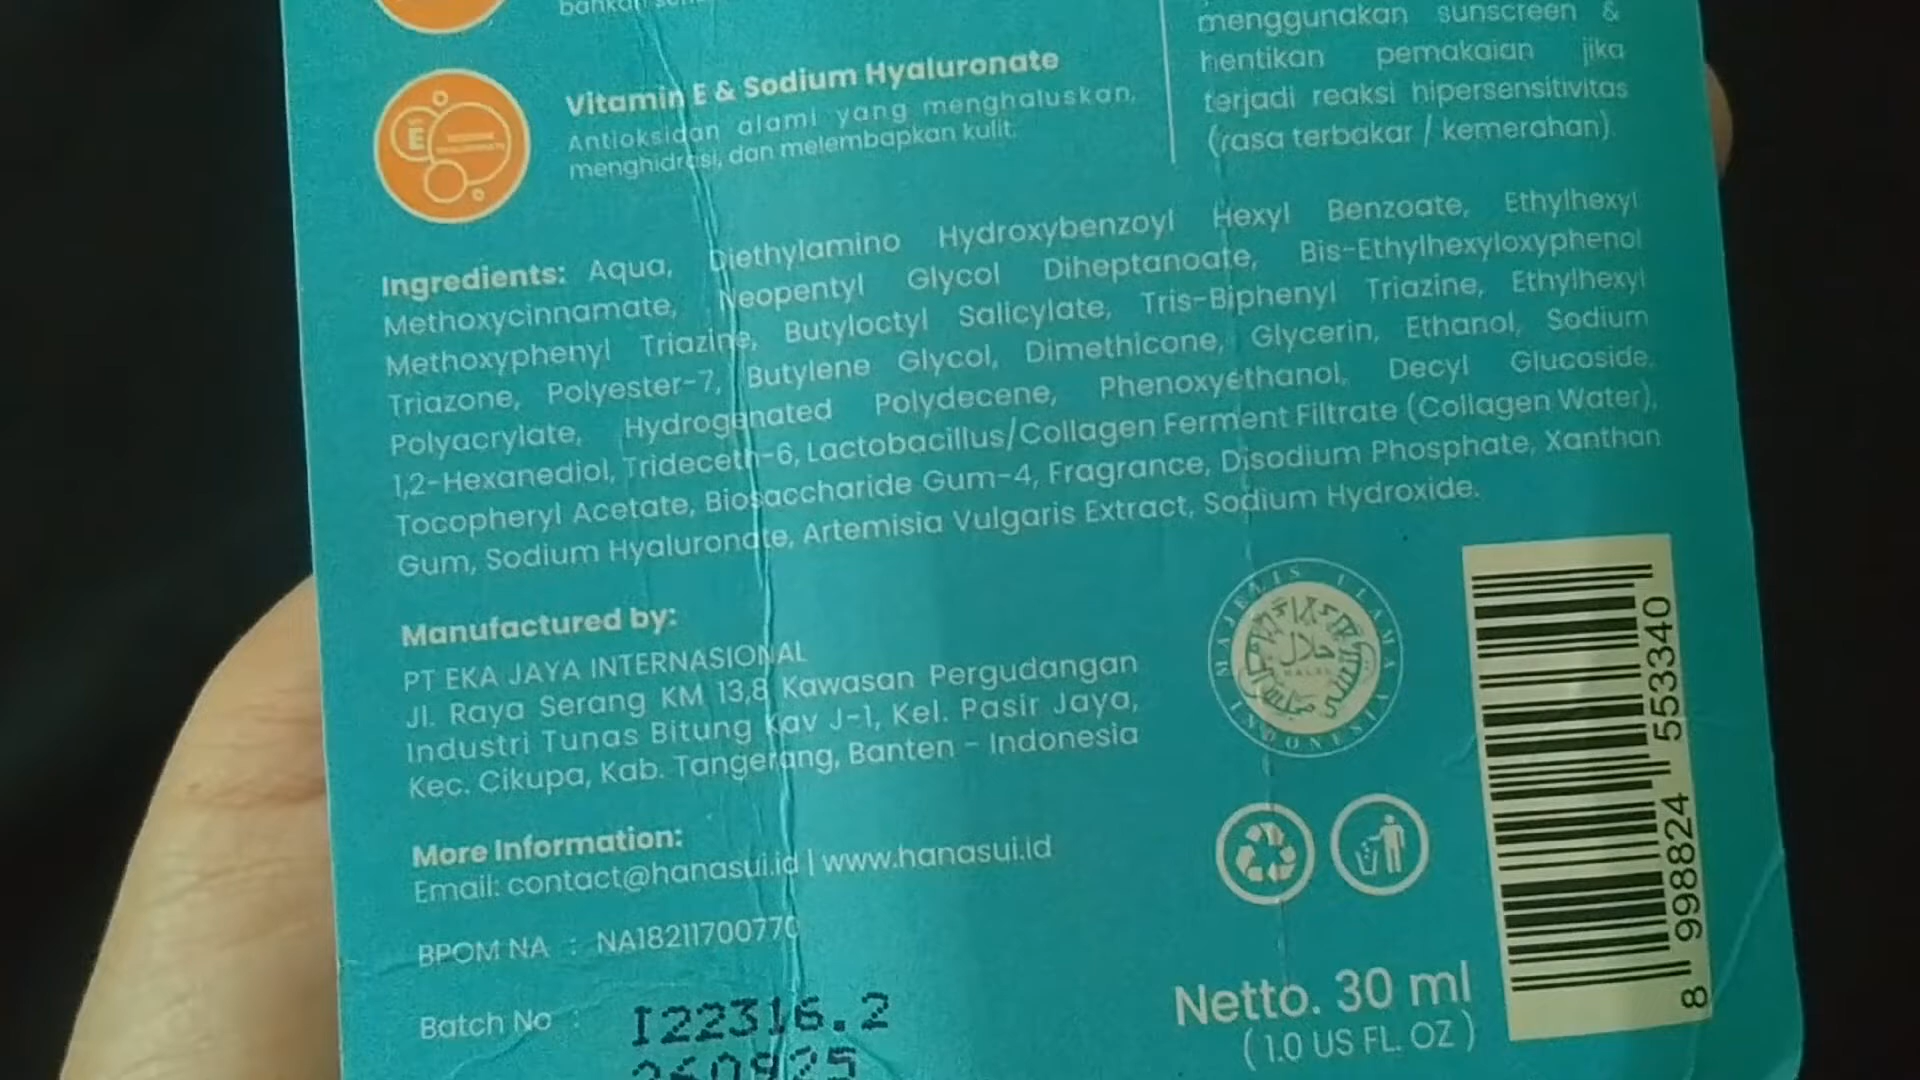 menggunakan sunscreen &
hentikan pemakaian jika
terjadi reaksi hipersensitivitas
(rasa terbakar / kemerahan).
Vitamin E & Sodium Hyaluronate
Antioksidan alami yang menghaluskan,
menghidrasi, dan melembapkan kulit.
E
Ingredients: Aqua, Diethylamino Hydroxybenzoyl Hexyl Benzoate, Ethylhexyl
Methoxycinnamate, Neopentyl Glycol Diheptanoate, Bis-Ethylhexyloxyphenol
Methoxyphenyl Triazine, Butyloctyl Salicylate, Tris-Biphenyl Triazine, Ethylhexyl
Triazone, Polyester-7, Butylene Glycol, Dimethicone, Glycerin, Ethanol, Sodium
Polyacrylate, Hydrogenated Polydecene, Phenoxyethanol, Decyl Glucoside,
1,2-Hexanediol, Trideceth-6, Lactobacillus/Collagen Ferment Filtrate (Collagen Water),
Tocopheryl Acetate, Biosaccharide Gum-4, Fragrance, Disodium Phosphate, Xanthan
Gum, Sodium Hyaluronate, Artemisia Vulgaris Extract, Sodium Hydroxide.
Manufactured by:
PT EKA JAYA INTERNASIONAL
Jl. Raya Serang KM 13,8 Kawasan Pergudangan
Industri Tunas Bitung Kav J-1, Kel. Pasir Jaya,
Kec. Cikupa, Kab. Tangerang, Banten - Indonesia
MAJELIS ULAMA INDONESIA
حلال
HALAL
More Information:
Email: contact@hanasui.id | www.hanasui.id
BPOM NA : NA18211700770
Batch No : I22316.2
260925
Netto. 30 ml
(1.0 US FL. OZ)
8 998824 553340